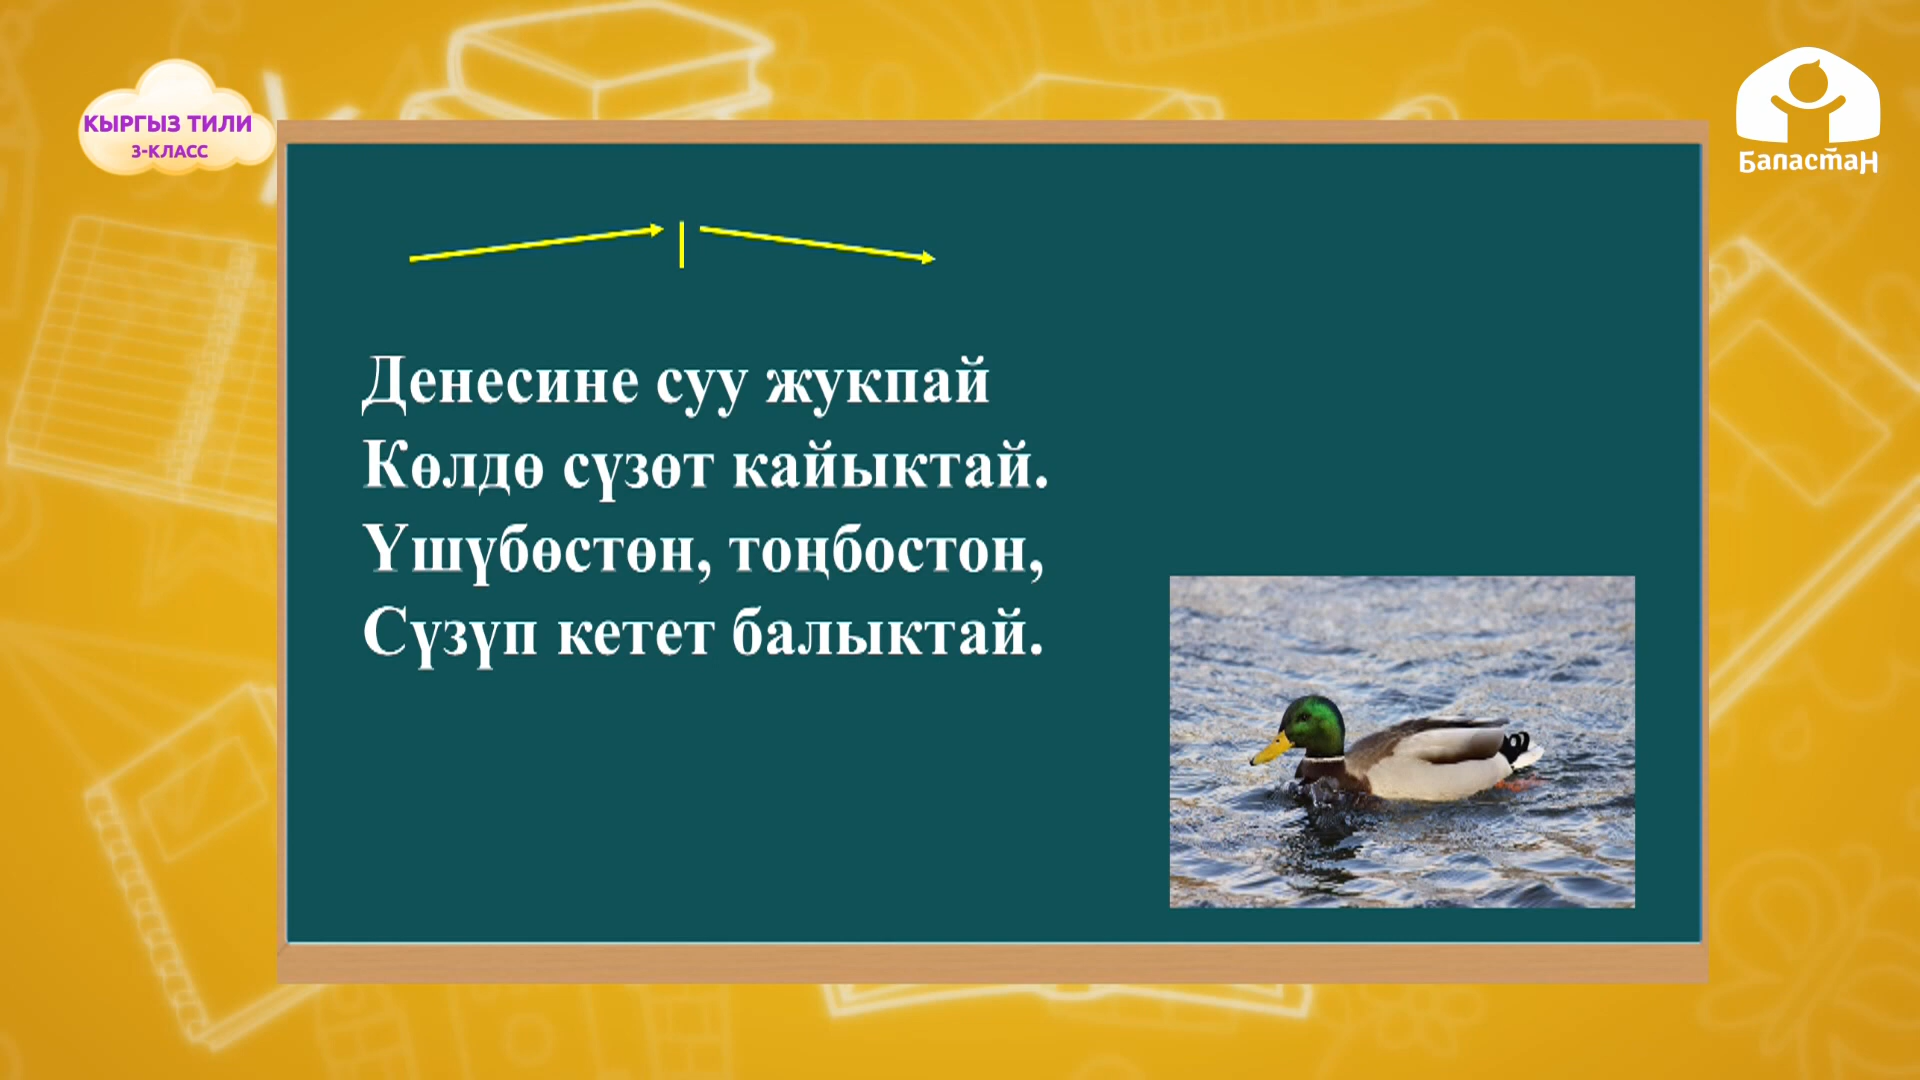 КЫРГЫЗ ТИЛИ
3-КЛАСС
Баластан
Денесине суу жукпай
Көлдө сүзөт кайыктай.
Үшүбөстөн, тоңбостон,
Сүзүп кетет балыктай.